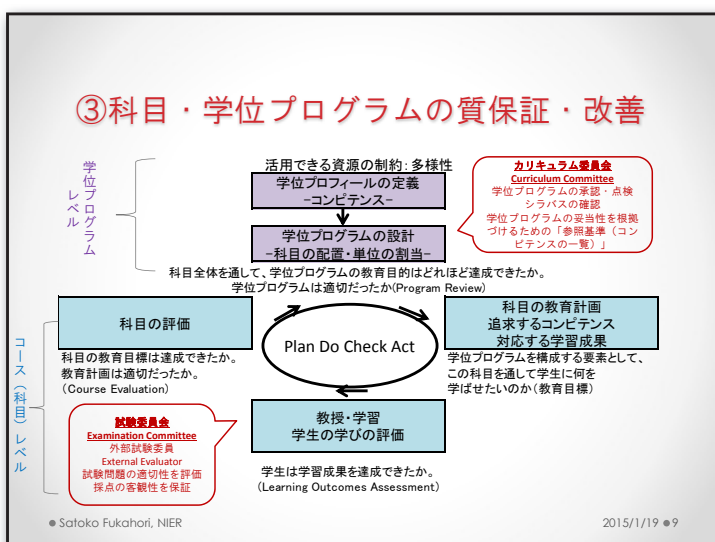 ③科目・学位プログラムの質保証・改善
学位プログラム
レベル
活用できる資源の制約：多様性
学位プロフィールの定義
–コンピテンス–
学位プログラムの設計
–科目の配置・単位の割当–
カリキュラム委員会
Curriculum Committee
学位プログラムの承認・点検
シラバスの確認
学位プログラムの妥当性を根拠
づけるための「参照基準（コン
ピテンスの一覧）」
科目全体を通して、学位プログラムの教育目的はどれほど達成できたか。
学位プログラムは適切だったか(Program Review)
コース（科目）レベル
科目の評価
科目の教育目標は達成できたか。
教育計画は適切だったか。
(Course Evaluation)
Plan Do Check Act
科目の教育計画
追求するコンピテンス
対応する学習成果
学位プログラムを構成する要素として、
この科目を通して学生に何を
学ばせたいのか（教育目標）
試験委員会
Examination Committee
外部試験委員
External Evaluator
試験問題の適切性を評価
採点の客観性を保証
教授・学習
学生の学びの評価
学生は学習成果を達成できたか。
(Learning Outcomes Assessment)
Satoko Fukahori, NIER
2015/1/19
9